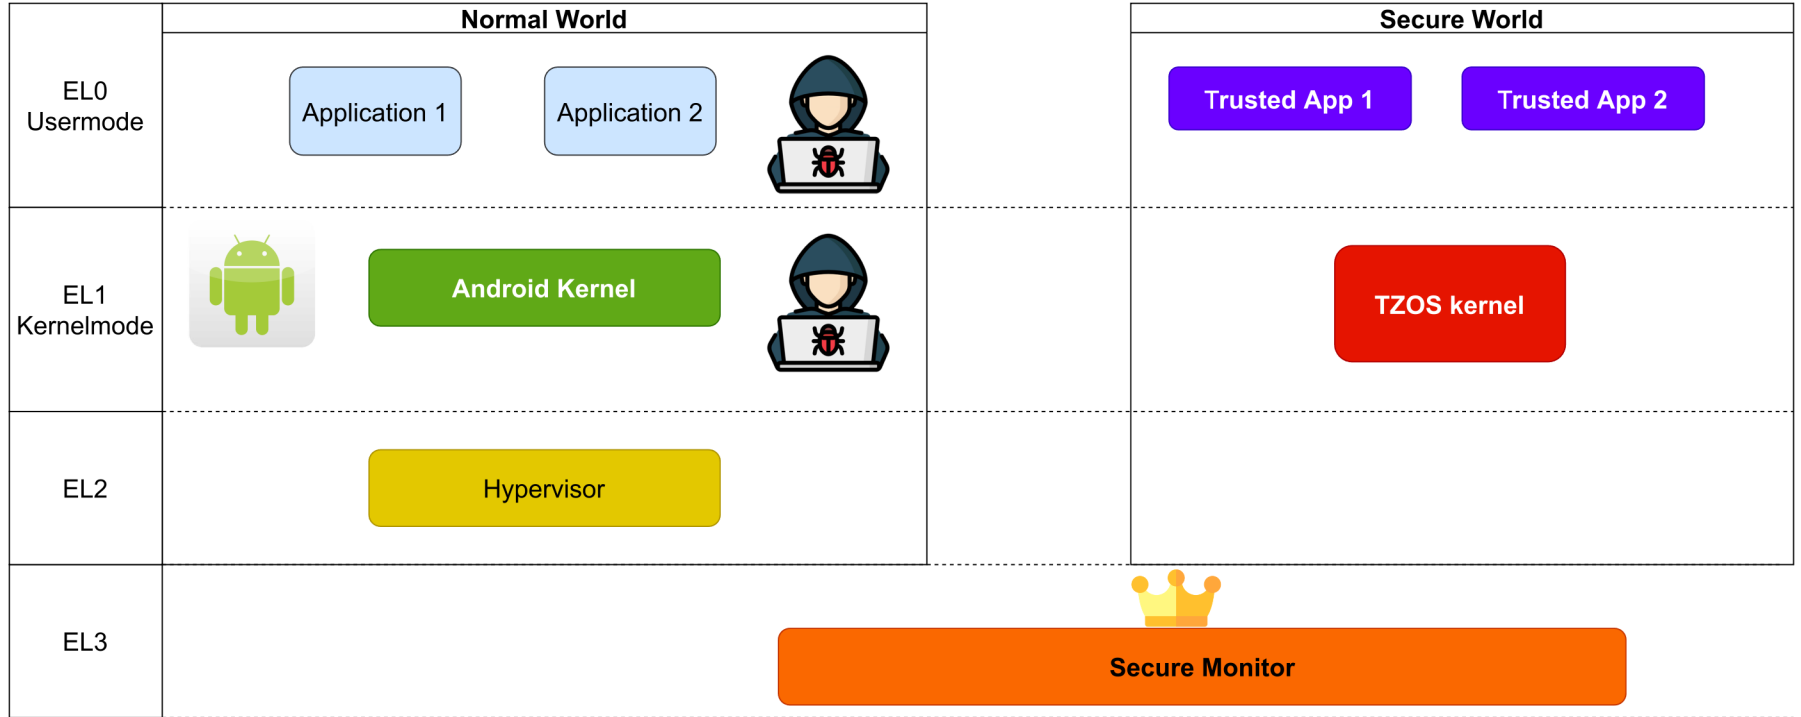 Normal World
Secure World
EL0
Usermode
Application 1
Application 2
Trusted App 1
Trusted App 2
EL1
Kernelmode
Android Kernel
TZOS kernel
EL2
Hypervisor
EL3
Secure Monitor